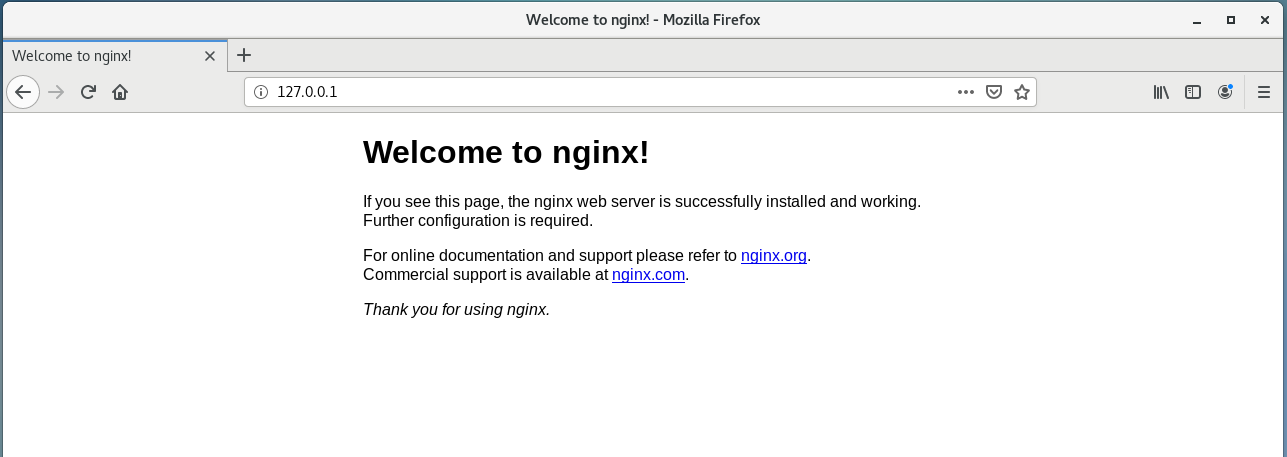 Welcome to nginx! - Mozilla Firefox
Welcome to nginx!
127.0.0.1
Welcome to nginx!
If you see this page, the nginx web server is successfully installed and working.
Further configuration is required.
For online documentation and support please refer to nginx.org.
Commercial support is available at nginx.com.
Thank you for using nginx.